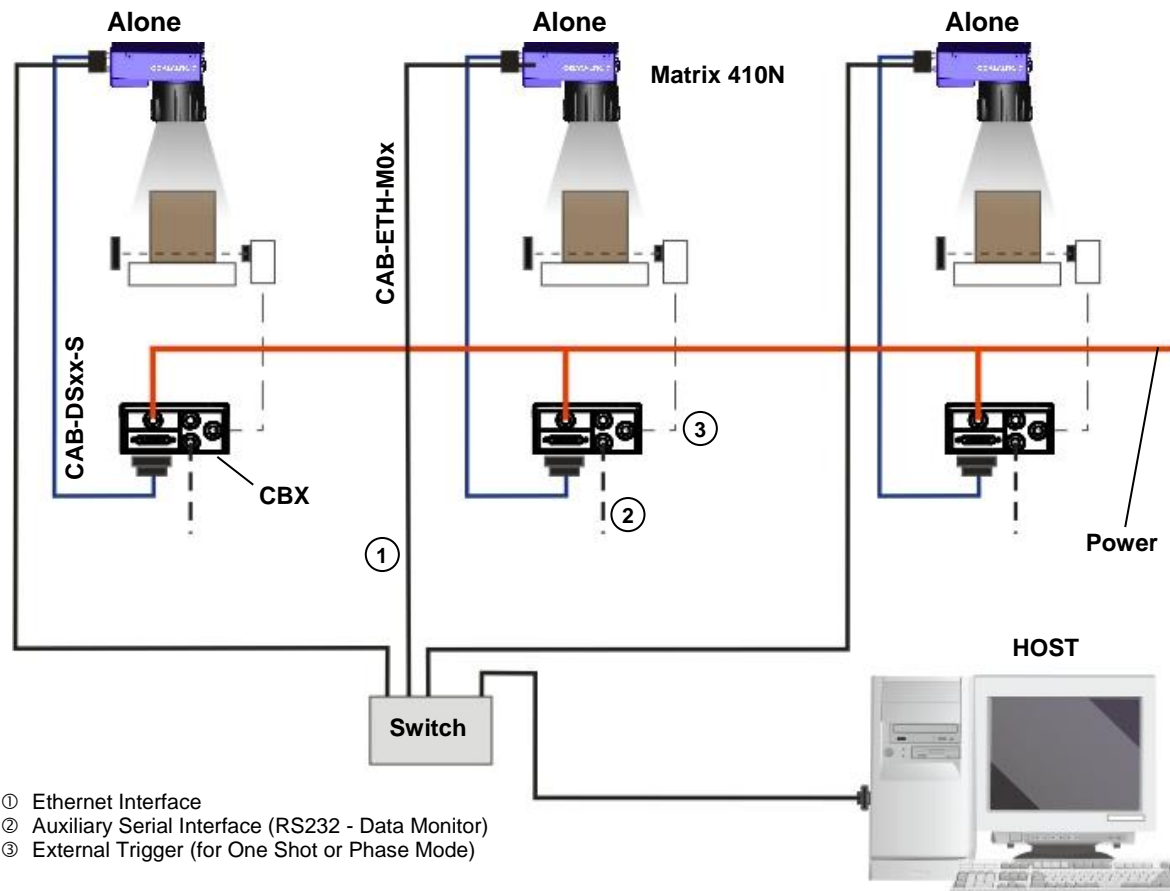 Alone
Alone
Alone
Matrix 410N
CAB-ETH-M0x
CAB-DSxx-S
③
CBX
②
Power
①
HOST
Switch
① Ethernet Interface
② Auxiliary Serial Interface (RS232 - Data Monitor)
③ External Trigger (for One Shot or Phase Mode)